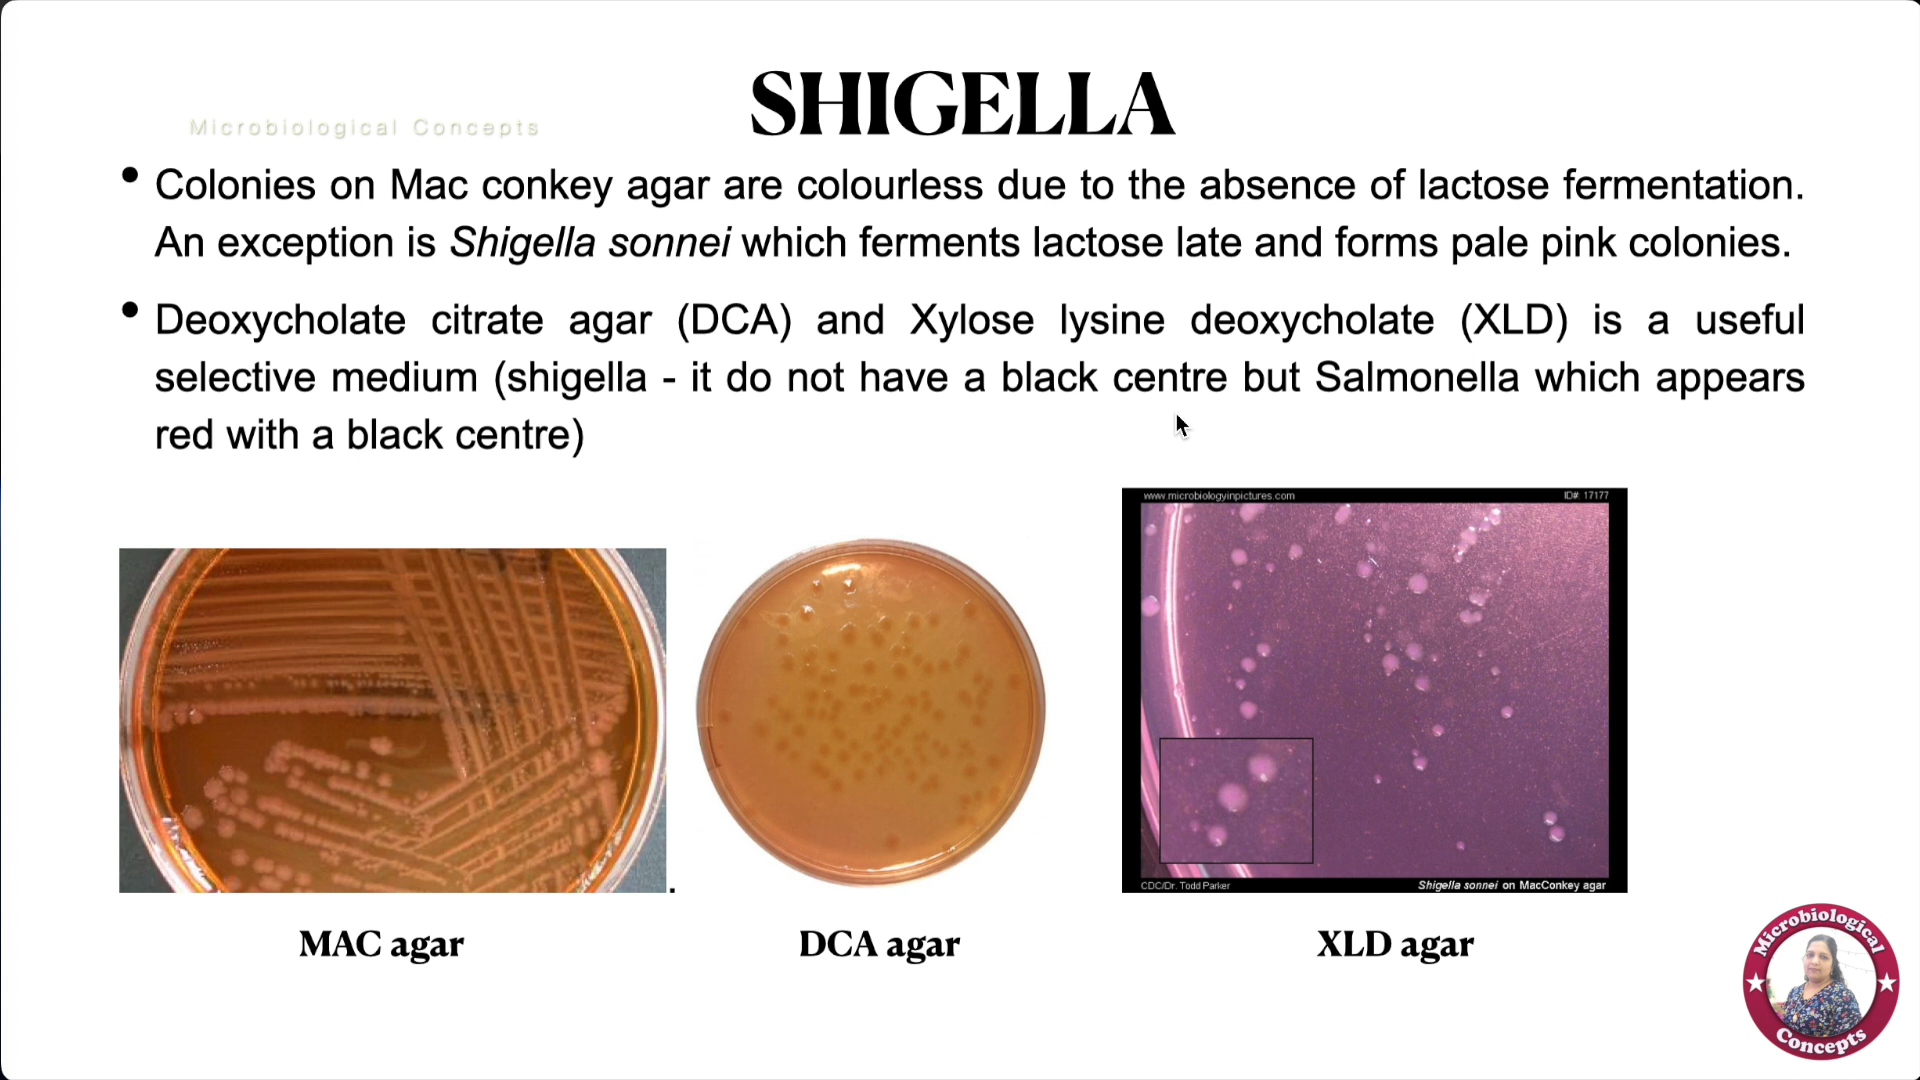 SHIGELLA
Microbiological Concepts
• Colonies on Mac conkey agar are colourless due to the absence of lactose fermentation.
An exception is Shigella sonnei which ferments lactose late and forms pale pink colonies.
• Deoxycholate citrate agar (DCA) and Xylose lysine deoxycholate (XLD) is a useful
selective medium (shigella - it do not have a black centre but Salmonella which appears
red with a black centre)
www.microbiologyinpictures.com ID#: 17177
CDC/Dr. Todd Parker Shigella sonnei on MacConkey agar
.
MAC agar DCA agar XLD agar
Microbiological
Concepts